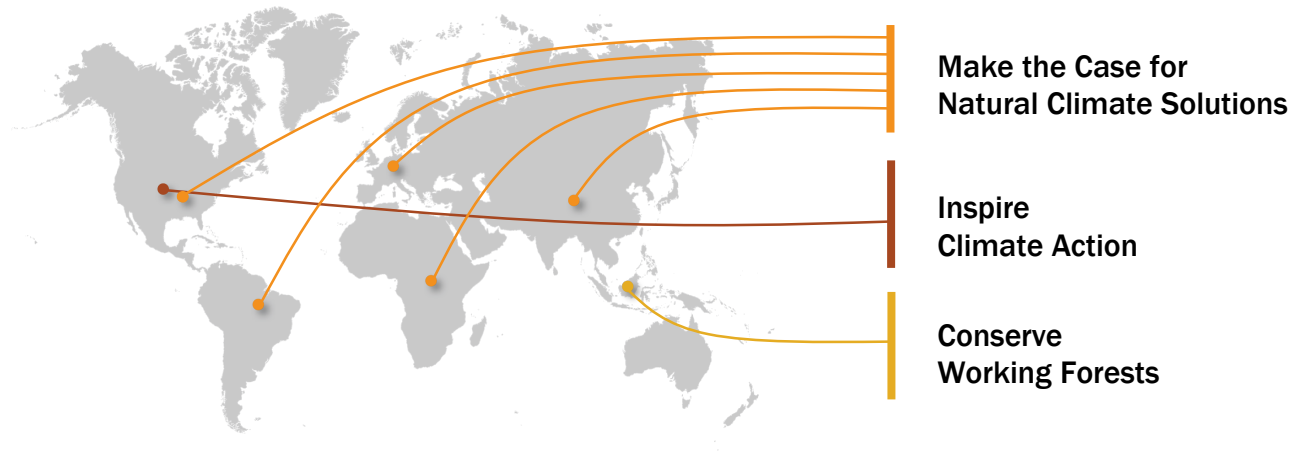 Make the Case for
Natural Climate Solutions
Inspire
Climate Action
Conserve
Working Forests